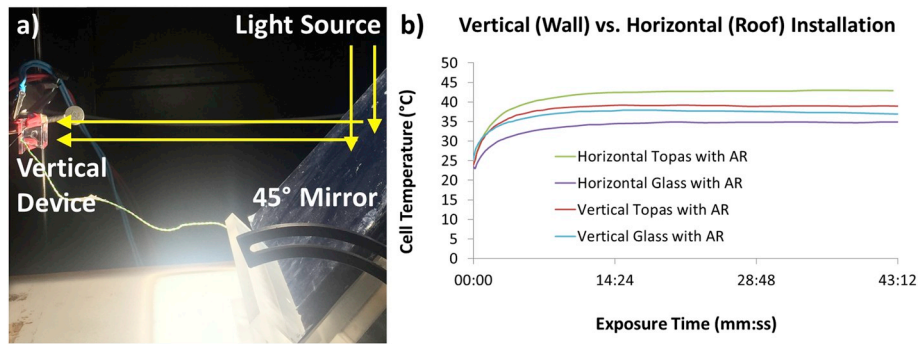 a)
Light Source
Vertical
Device
45° Mirror
b)
Vertical (Wall) vs. Horizontal (Roof) Installation
Cell Temperature (°C)
50
45
40
35
30
25
20
15
10
5
0
Horizontal Topas with AR
Horizontal Glass with AR
Vertical Topas with AR
Vertical Glass with AR
00:00
14:24
28:48
43:12
Exposure Time (mm:ss)